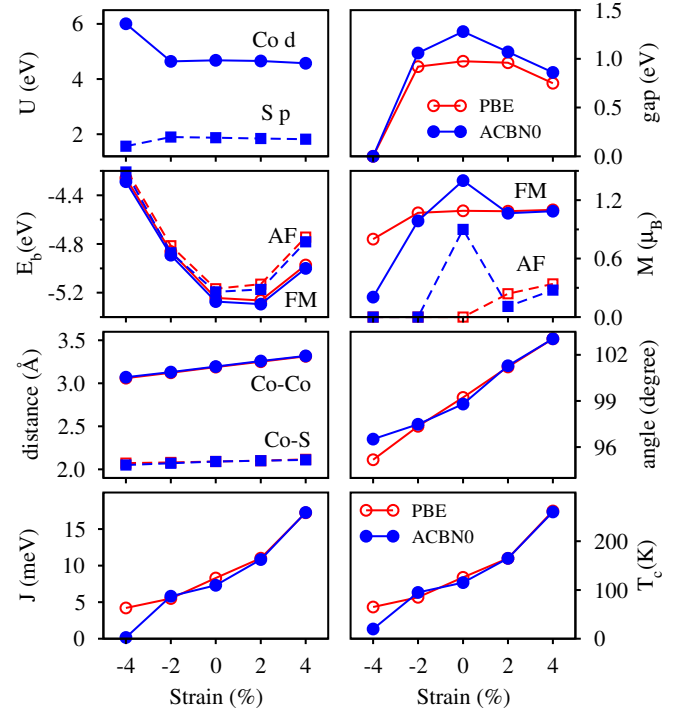 U (eV)
6
4
2
Co d
S p
gap (eV)
1.5
1.0
0.5
0.0
PBE
ACBN0
E_b(eV)
-4.4
-4.8
-5.2
AF
FM
M (μ_B)
1.2
0.9
0.6
0.3
0.0
FM
AF
distance (Å)
3.5
3.0
2.5
2.0
Co-Co
Co-S
angle (degree)
102
99
96
J (meV)
15
10
5
0
-4 -2 0 2 4
Strain (%)
PBE
ACBN0
T_c(K)
200
100
0
-4 -2 0 2 4
Strain (%)